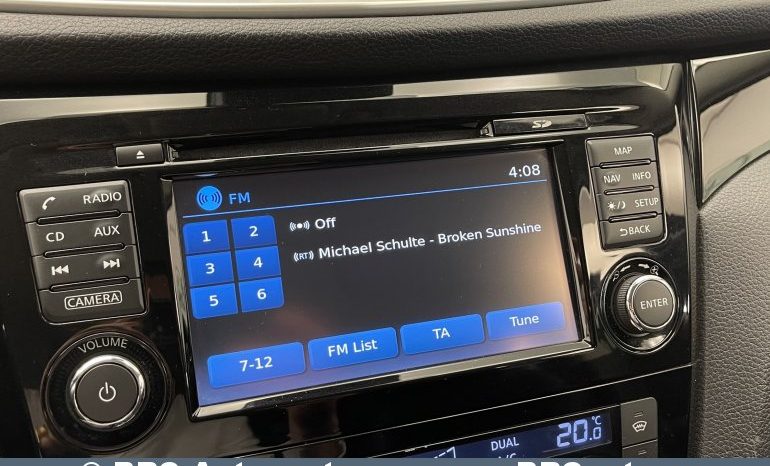 SD
MAP
NAV INFO
SETUP
BACK
RADIO
CD AUX
CAMERA
VOLUME
FM
4:08
1 2
3 4
5 6
Off
(RT) Michael Schulte - Broken Sunshine
7-12
FM List
TA
Tune
ENTER
DUAL
20.0
°C